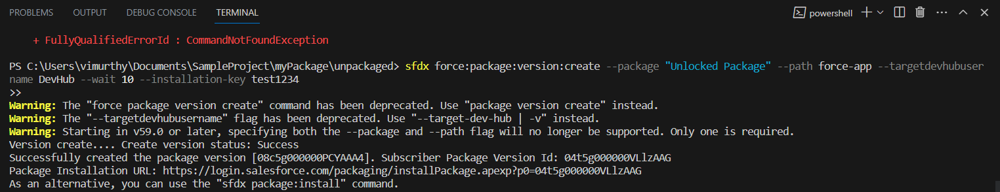 PROBLEMS OUTPUT DEBUG CONSOLE TERMINAL powershell
+ FullyQualifiedErrorId : CommandNotFoundException
PS C:\Users\vimurthy\Documents\SampleProject\myPackage\unpackaged> sfdx force:package:version:create --package "Unlocked Package" --path force-app --targetdevhubuser
name DevHub --wait 10 --installation-key test1234
>>
Warning: The "force package version create" command has been deprecated. Use "package version create" instead.
Warning: The "--targetdevhubusername" flag has been deprecated. Use "--target-dev-hub | -v" instead.
Warning: Starting in v59.0 or later, specifying both the --package and --path flag will no longer be supported. Only one is required.
Version create.... Create version status: Success
Successfully created the package version [08c5g000000PCYAAA4]. Subscriber Package Version Id: 04t5g000000VLlzAAG
Package Installation URL: https://login.salesforce.com/packaging/installPackage.apexp?p0=04t5g000000VLlzAAG
As an alternative, you can use the "sfdx package:install" command.